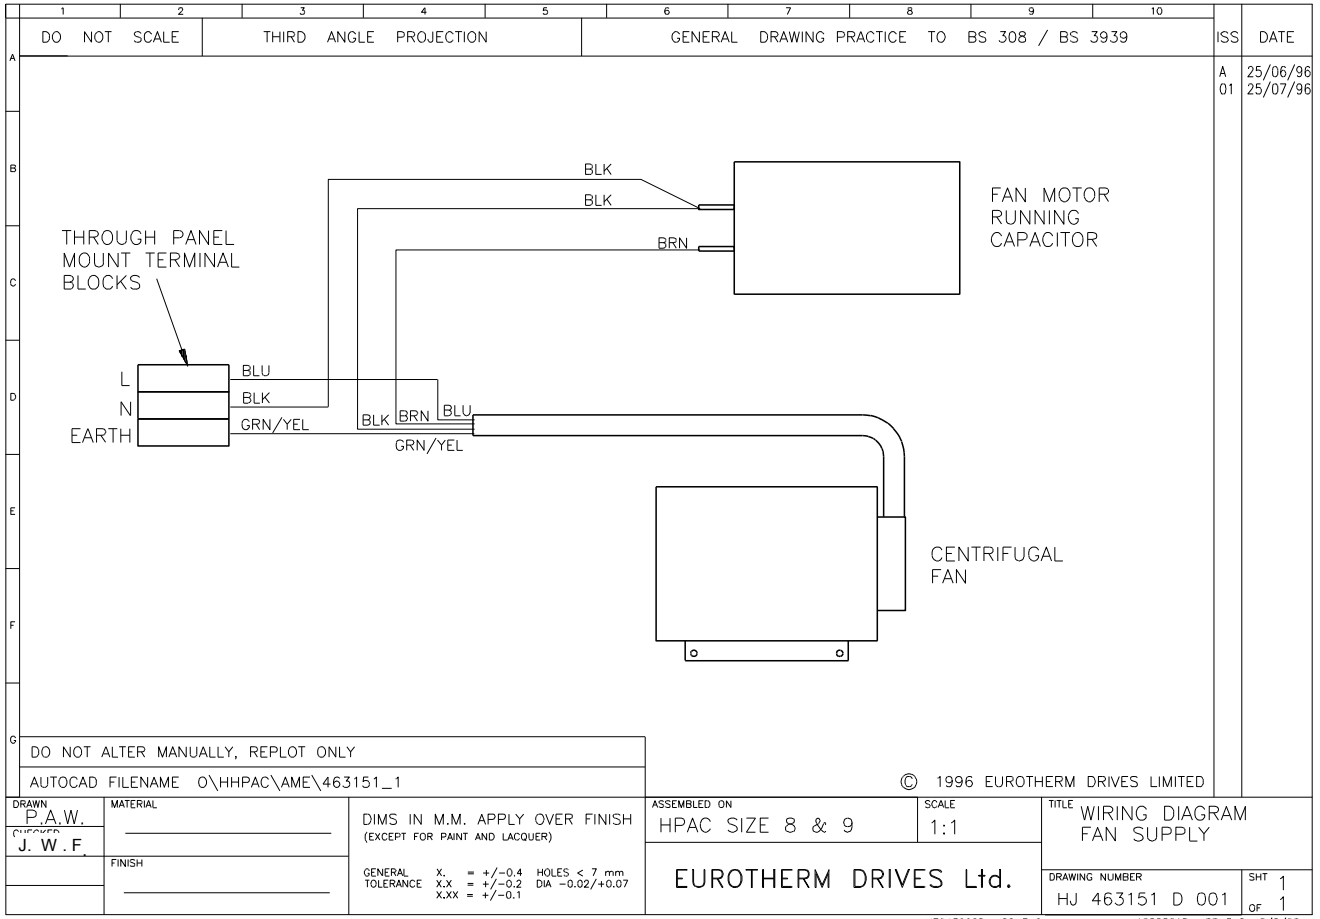 1 2 3 4 5 6 7 8 9 10
DO NOT SCALE THIRD ANGLE PROJECTION GENERAL DRAWING PRACTICE TO BS 308 / BS 3939 ISS DATE
A
A 25/06/96
01 25/07/96
B
BLK
BLK
BRN
FAN MOTOR
RUNNING
CAPACITOR
THROUGH PANEL
MOUNT TERMINAL
BLOCKS
C
D
L BLU
N BLK
EARTH GRN/YEL
BLK BRN BLU
GRN/YEL
E
CENTRIFUGAL
FAN
F
G
DO NOT ALTER MANUALLY, REPLOT ONLY
AUTOCAD FILENAME O\HHPAC\AME\463151_1
© 1996 EUROTHERM DRIVES LIMITED
DRAWN
P.A.W.
CHECKED
J. W . F.
MATERIAL
FINISH
DIMS IN M.M. APPLY OVER FINISH
(EXCEPT FOR PAINT AND LACQUER)
GENERAL X. = +/-0.4 HOLES < 7 mm
TOLERANCE X.X = +/-0.2 DIA -0.02/+0.07
X.XX = +/-0.1
ASSEMBLED ON
HPAC SIZE 8 & 9
SCALE
1:1
TITLE WIRING DIAGRAM
FAN SUPPLY
EUROTHERM DRIVES Ltd.
DRAWING NUMBER
HJ 463151 D 001
SHT 1
OF 1